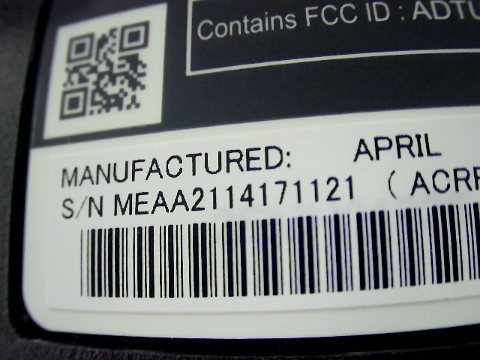 Contains FCC ID : ADTU
MANUFACTURED: APRIL
S/N MEAA2114171121 ( ACRF